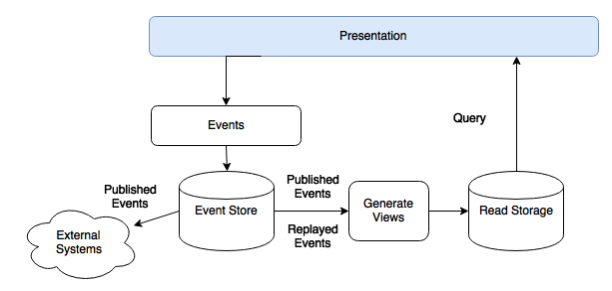 Presentation
Events
Query
Published
Events
Published
Events
Generate
Views
Event Store
Read Storage
Replayed
Events
External
Systems